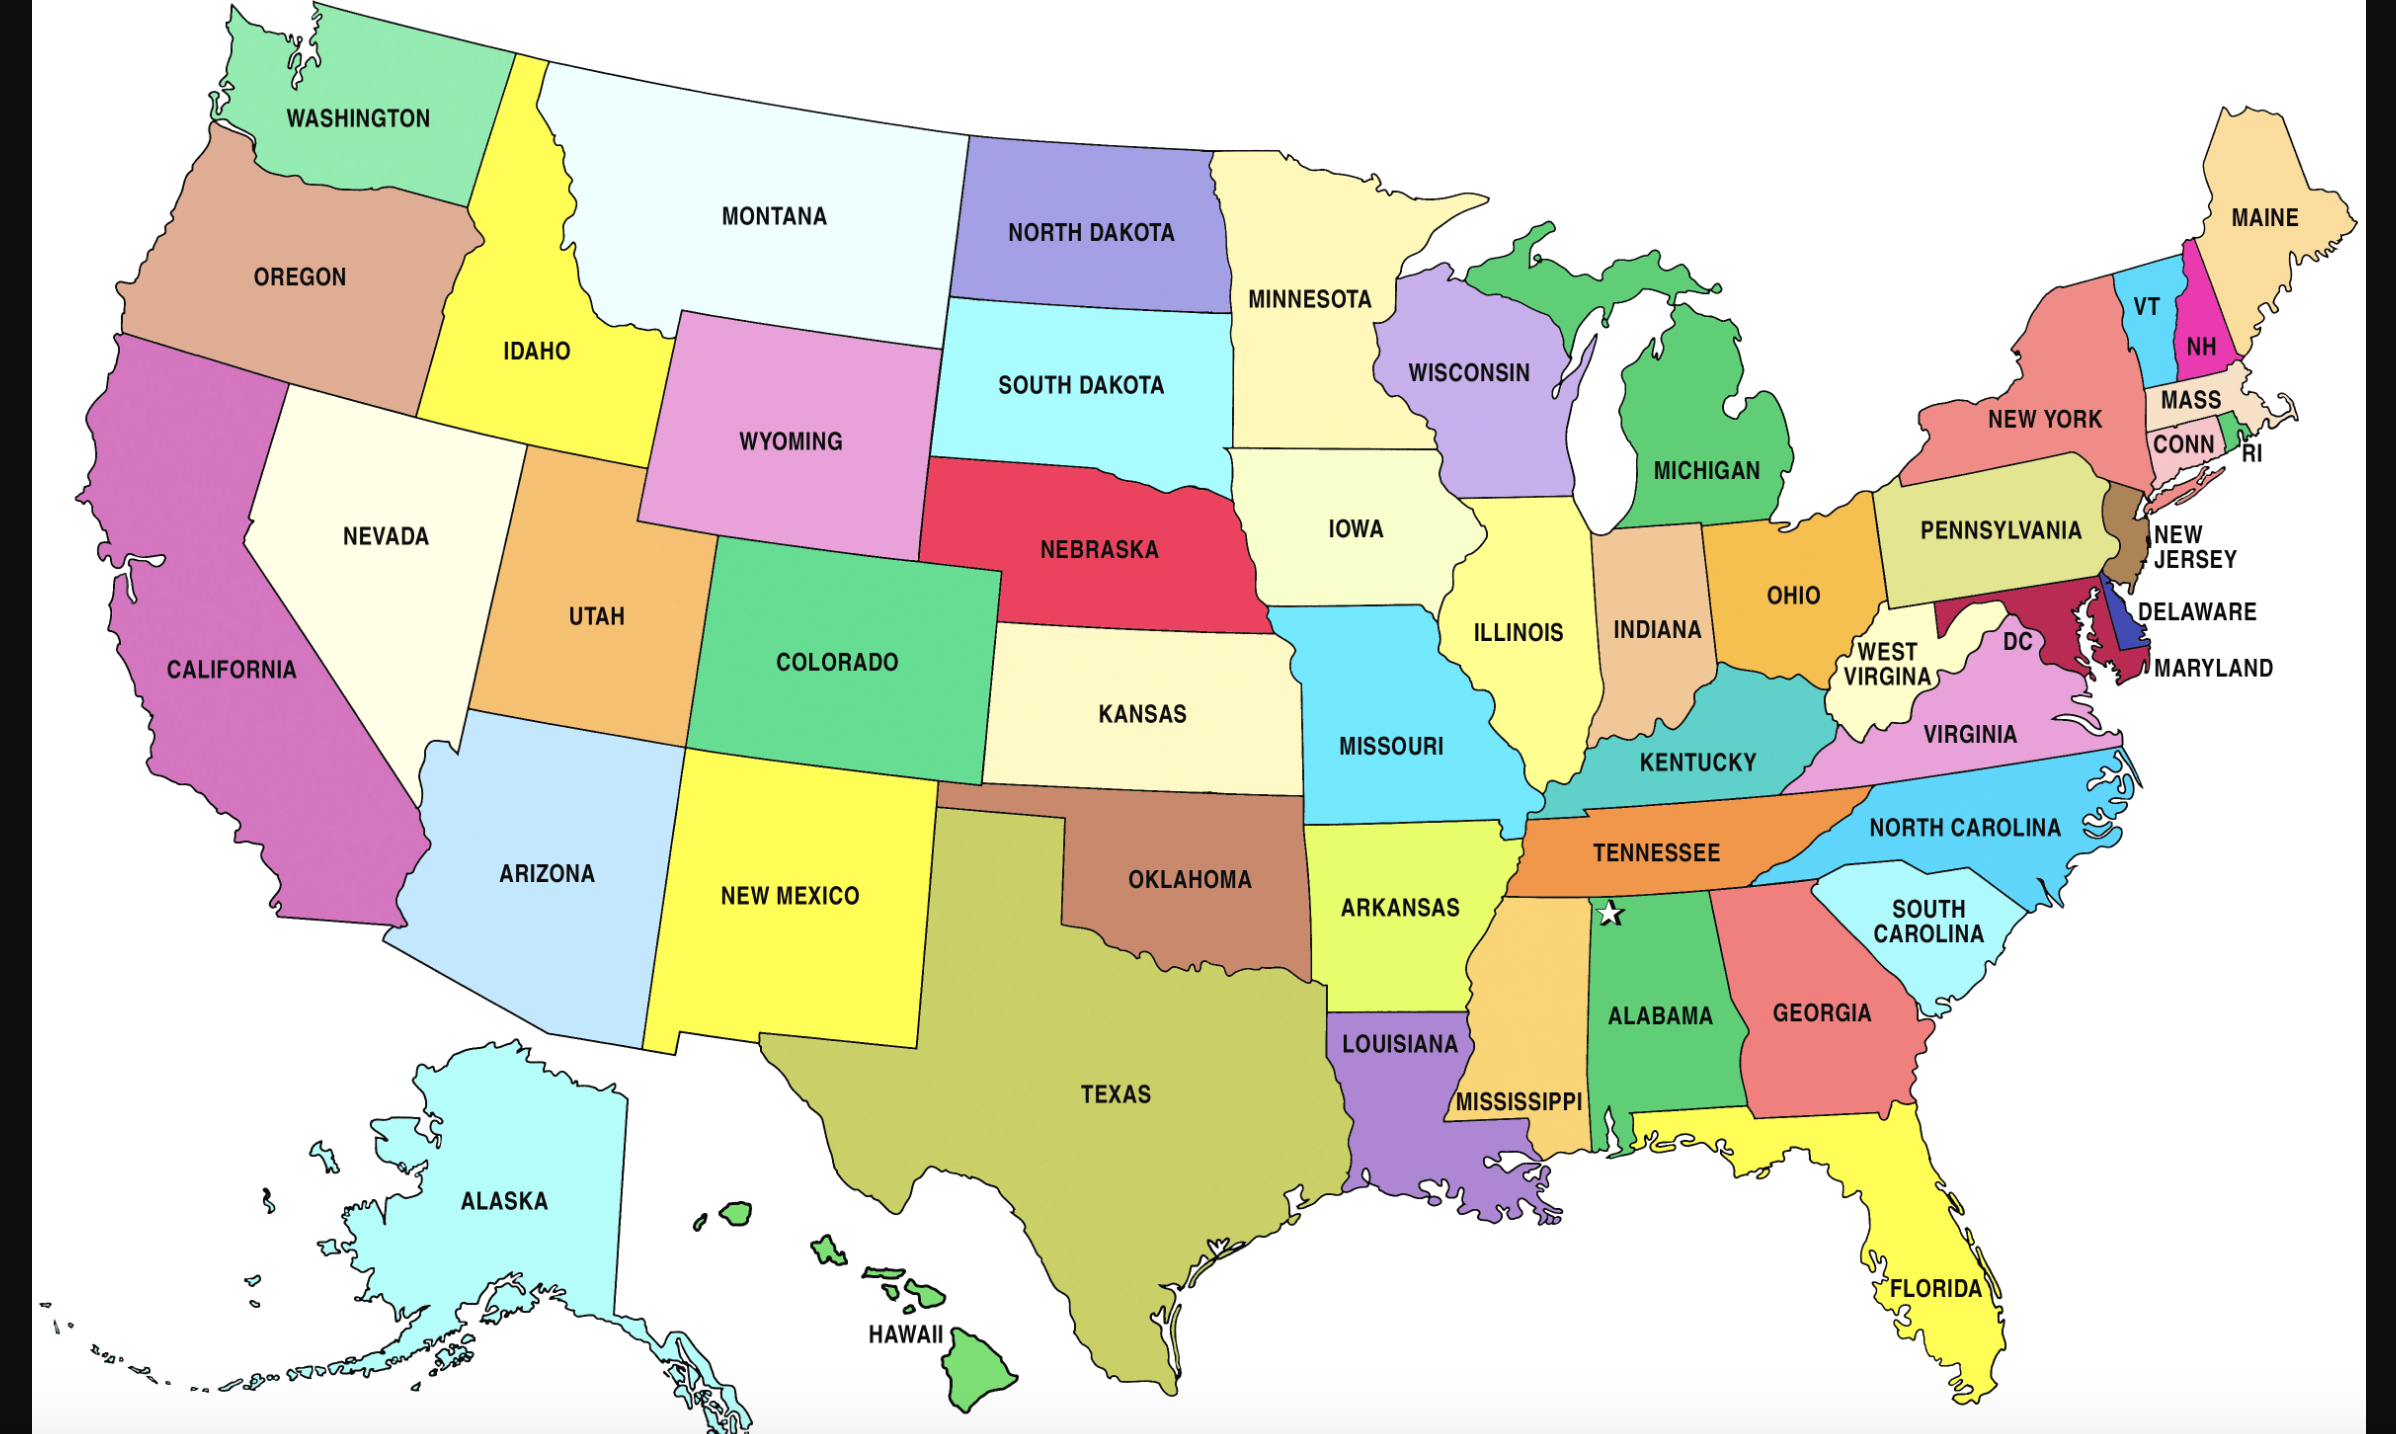 WASHINGTON
MONTANA
NORTH DAKOTA
MINNESOTA
MAINE
OREGON
IDAHO
SOUTH DAKOTA
WISCONSIN
VT
NH
WYOMING
MICHIGAN
NEW YORK
MASS
CONN
RI
NEVADA
NEBRASKA
IOWA
PENNSYLVANIA
NEW
JERSEY
UTAH
COLORADO
ILLINOIS
INDIANA
OHIO
DELAWARE
DC
WEST
VIRGINA
MARYLAND
CALIFORNIA
KANSAS
MISSOURI
KENTUCKY
VIRGINIA
ARIZONA
NEW MEXICO
OKLAHOMA
ARKANSAS
TENNESSEE
NORTH CAROLINA
SOUTH
CAROLINA
TEXAS
LOUISIANA
MISSISSIPPI
ALABAMA
GEORGIA
ALASKA
HAWAII
FLORIDA